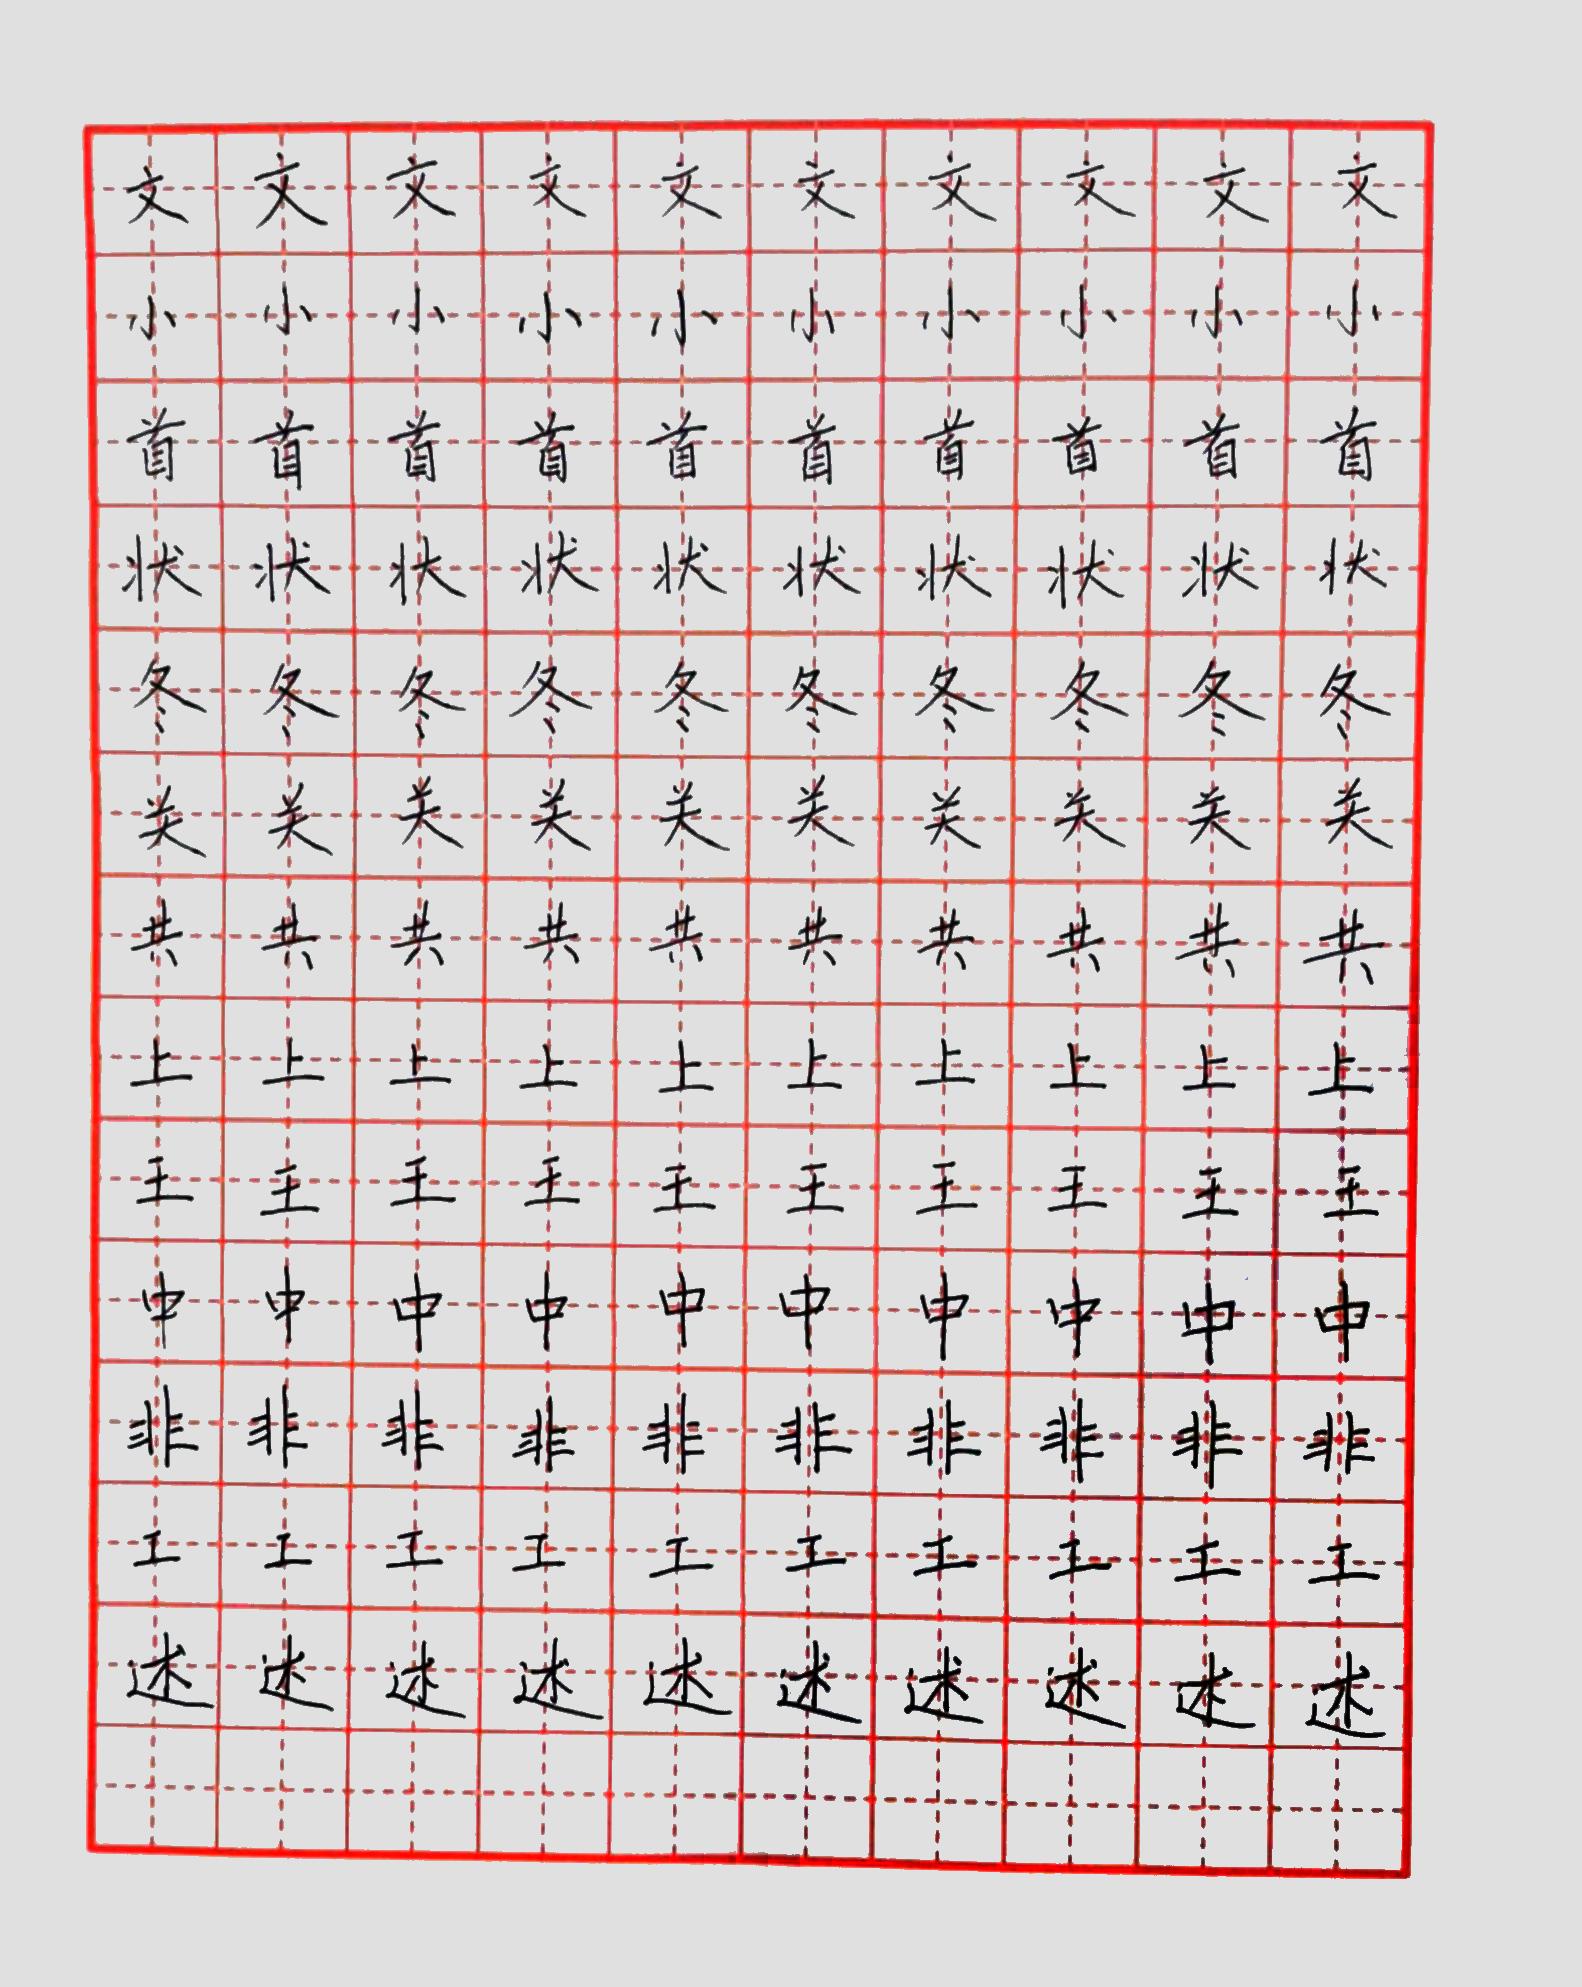 文文文文文文文文文文
小小小小小小小小小小
首首首首首首首首首首
状状状状状状状状状状
冬冬冬冬冬冬冬冬冬冬
关关关关关关关关关关
共共共共共共共共共共
上上上上上上上上上上
王王王王王王王王王王
中中中中中中中中中中
非非非非非非非非非非
工工工工工工工工工工
述述述述述述述述述述